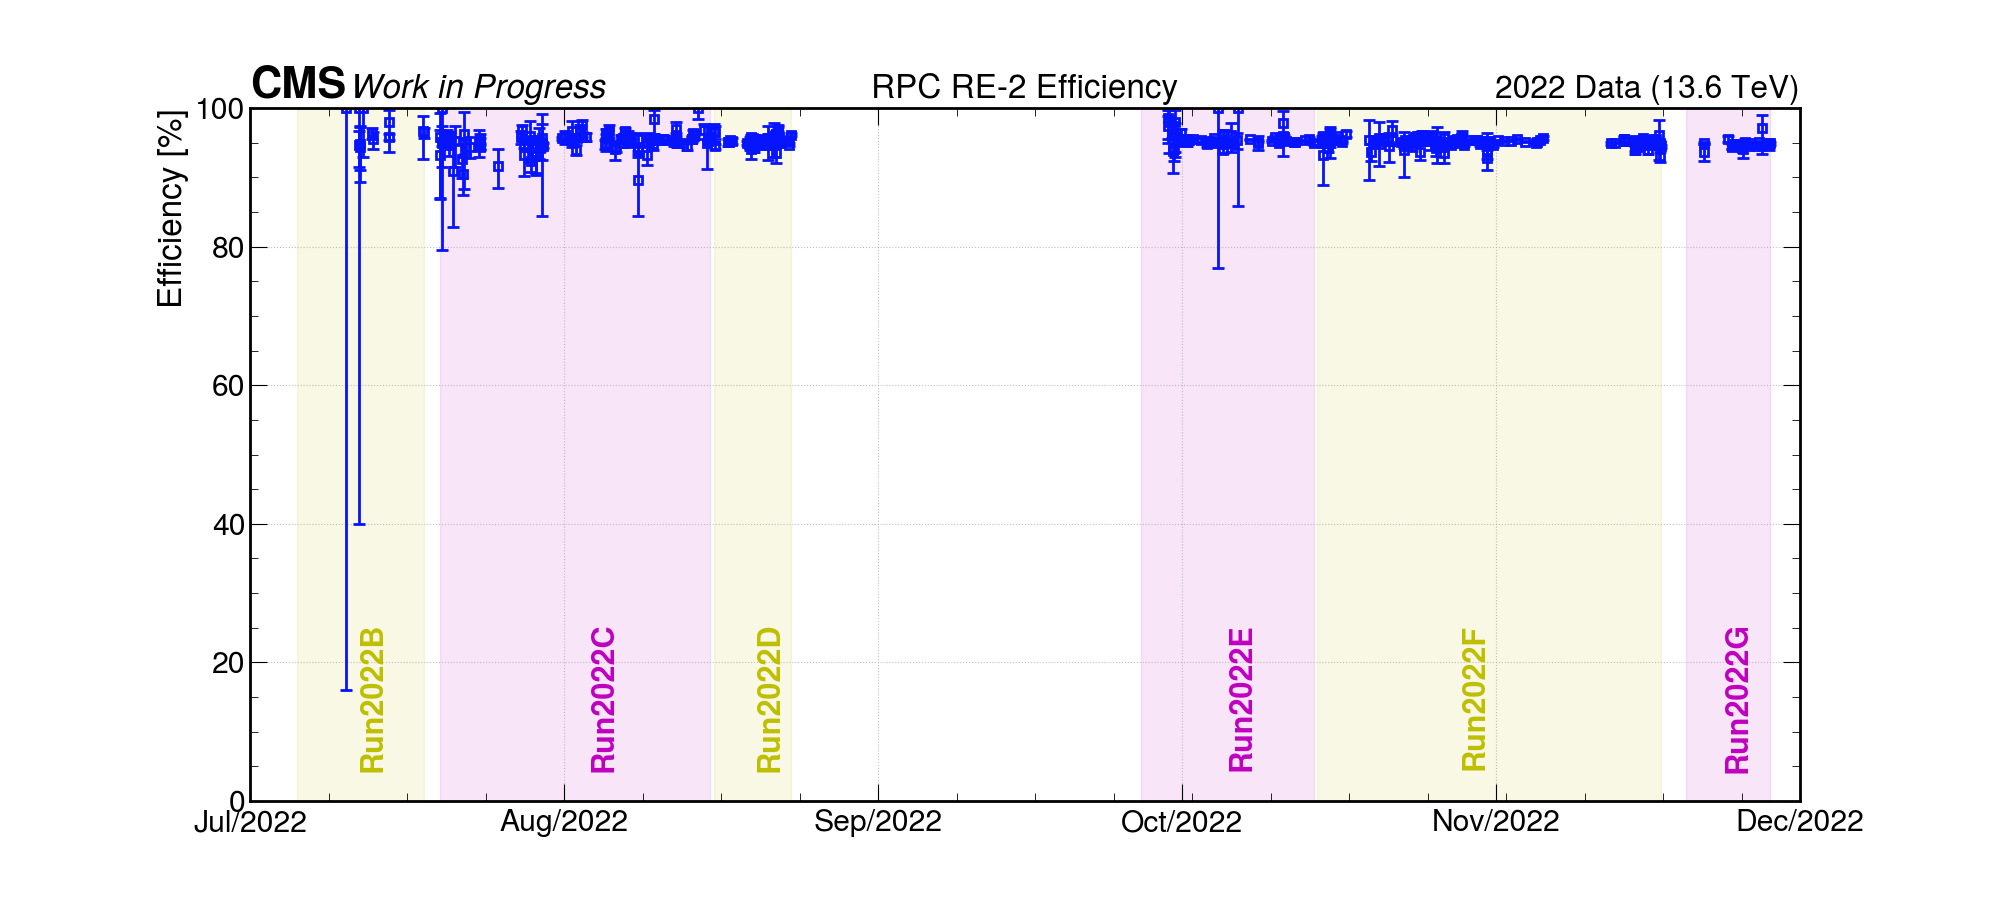 CMS Work in Progress
RPC RE-2 Efficiency
2022 Data (13.6 TeV)
Efficiency [%]
100
80
60
40
20
0
Run2022B
Run2022C
Run2022D
Run2022E
Run2022F
Run2022G
Jul/2022
Aug/2022
Sep/2022
Oct/2022
Nov/2022
Dec/2022